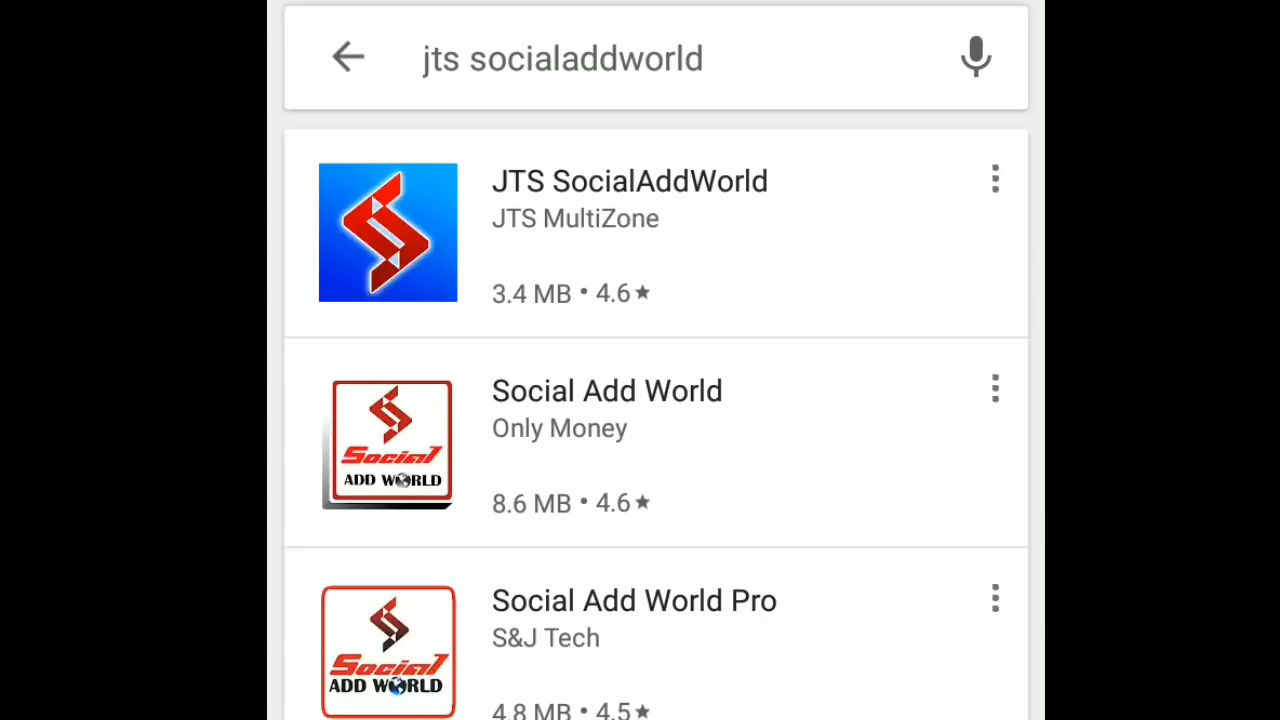 jts socialaddworld
JTS SocialAddWorld
JTS MultiZone
3.4 MB • 4.6★
Social Add World
Only Money
Social
ADD WORLD
8.6 MB • 4.6★
Social Add World Pro
S&J Tech
Social
ADD WORLD
4.8 MB • 4.5★